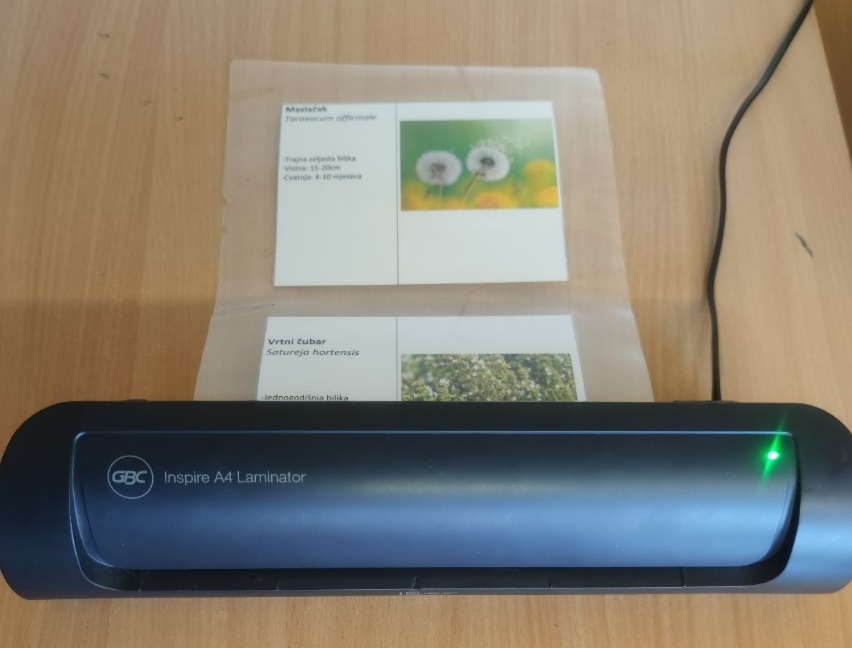 Maslačak
Taraxacum officinale
-Trajna zeljasta biljka
-Visina: 15-20cm
-Cvatnja: 4-10 mjeseca
Vrtni čubar
Satureja hortensis
-Jednogodišnja biljka
GBC Inspire A4 Laminator